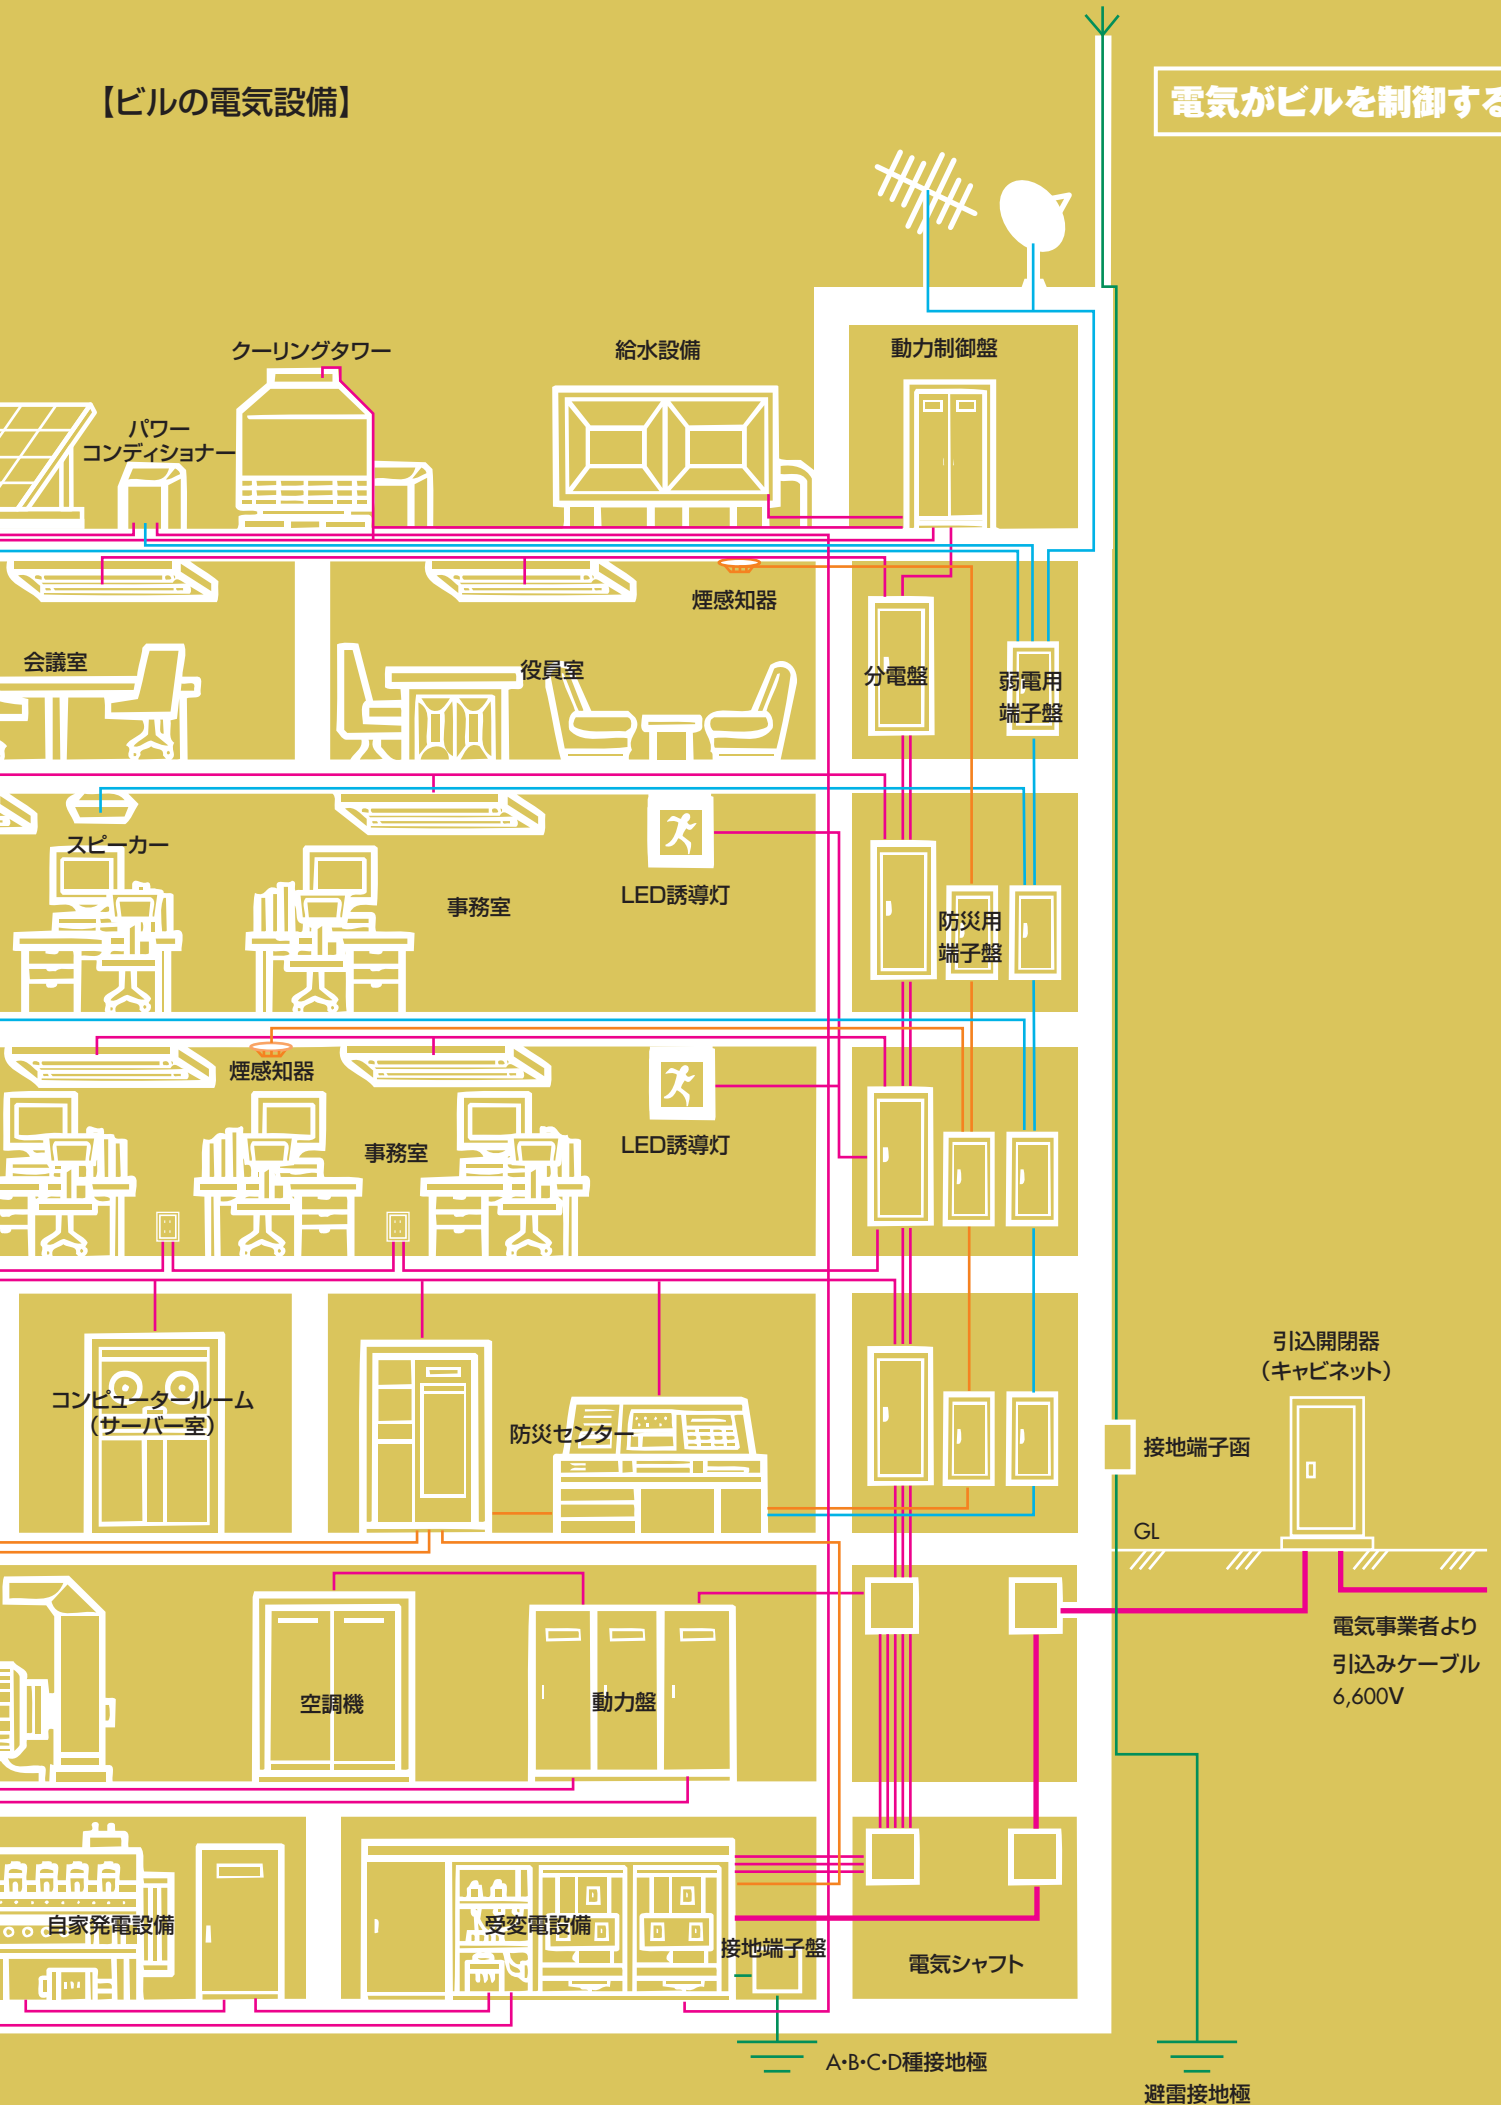 【ビルの電気設備】
電気がビルを制御する
クーリングタワー
給水設備
動力制御盤
パワー
コンディショナー
煙感知器
会議室
役員室
分電盤
弱電用
端子盤
スピーカー
事務室
LED誘導灯
防災用
端子盤
煙感知器
事務室
LED誘導灯
引込開閉器
（キャビネット）
コンピュータールーム
（サーバー室）
防災センター
接地端子函
GL
電気事業者より
引込みケーブル
6,600V
空調機
動力盤
自家発電設備
受変電設備
接地端子盤
電気シャフト
A・B・C・D種接地極
避雷接地極